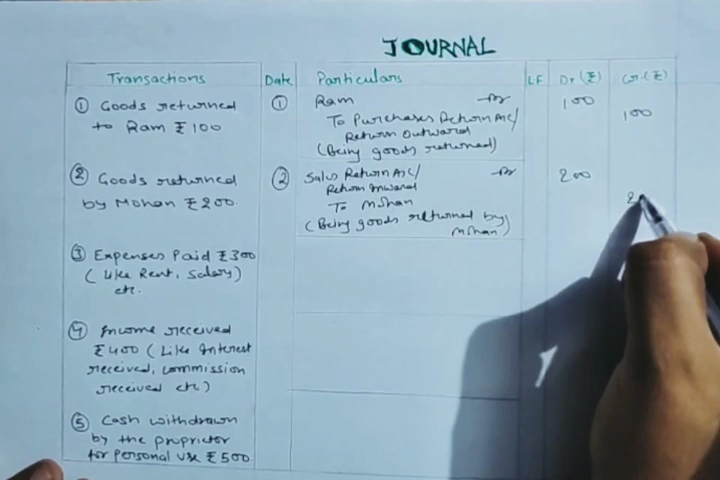 JOURNAL
Transactions Date Particulars LF Dr (₹) Cr. (₹)
① Goods returned
to Ram ₹100
① Ram Dr 100
To Purchases Return A/c/ 100
Return Outward
(Being goods returned)
② Goods returned
by Mohan ₹200.
② Sales Return A/c/ Dr 200
Return Inward
To Mohan 2
(Being goods returned by
Mohan)
③ Expenses Paid ₹300
(Like Rent, Salary)
etc.
④ Income received
₹400 (Like Interest
received, commission
received etc)
⑤ Cash withdrawn
by the proprietor
for personal use ₹500.